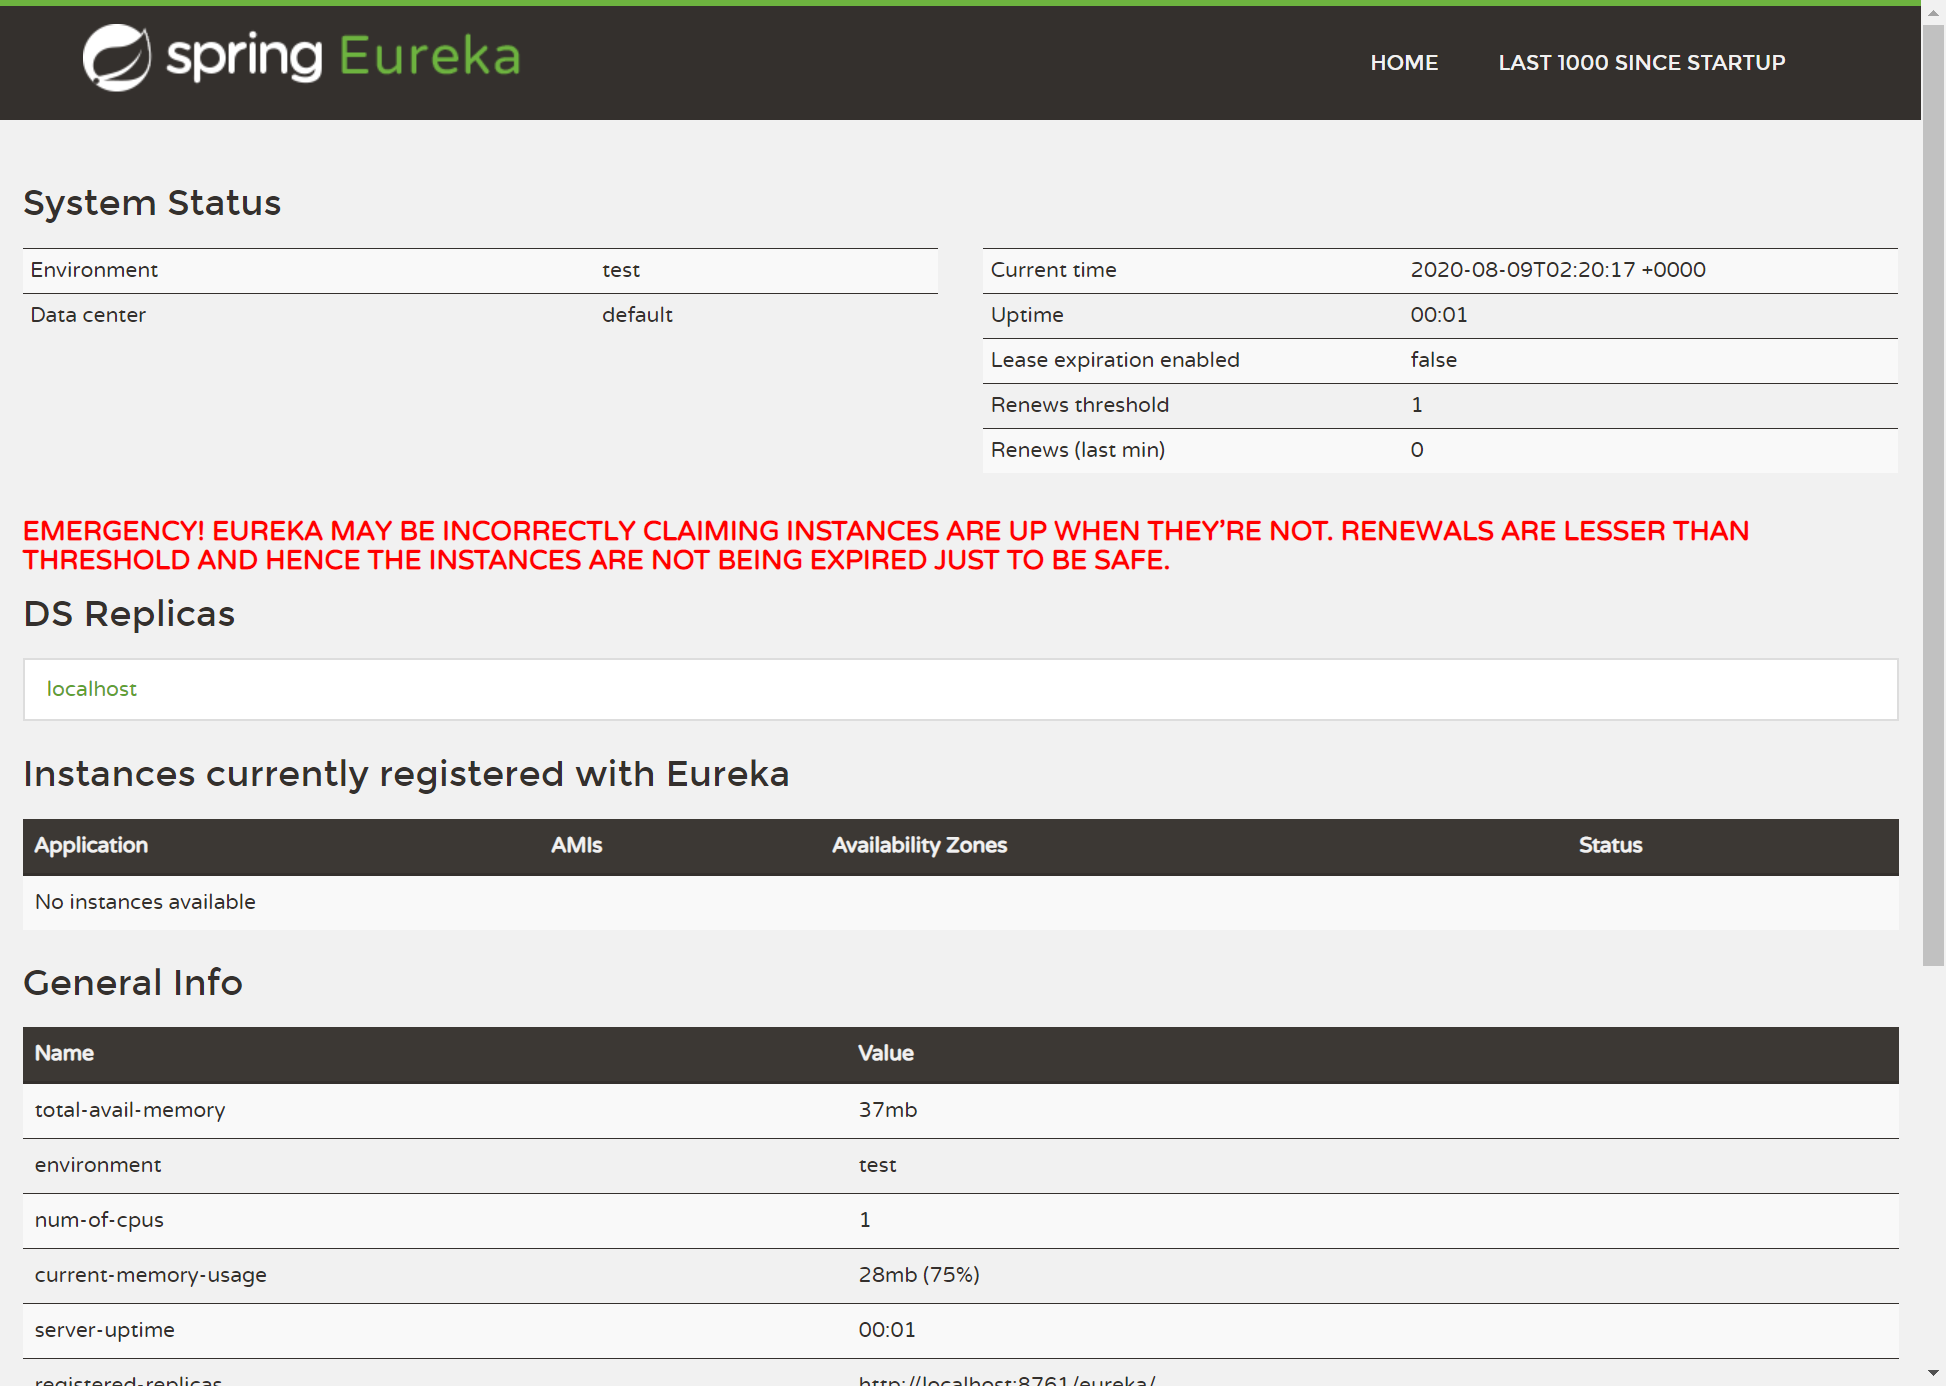 spring Eureka
HOME LAST 1000 SINCE STARTUP
System Status
Environment test
Data center default
Current time 2020-08-09T02:20:17 +0000
Uptime 00:01
Lease expiration enabled false
Renews threshold 1
Renews (last min) 0
EMERGENCY! EUREKA MAY BE INCORRECTLY CLAIMING INSTANCES ARE UP WHEN THEY’RE NOT. RENEWALS ARE LESSER THAN
THRESHOLD AND HENCE THE INSTANCES ARE NOT BEING EXPIRED JUST TO BE SAFE.
DS Replicas
localhost
Instances currently registered with Eureka
Application AMIs Availability Zones Status
No instances available
General Info
Name Value
total-avail-memory 37mb
environment test
num-of-cpus 1
current-memory-usage 28mb (75%)
server-uptime 00:01
registered-replicas http://localhost:8761/eureka/